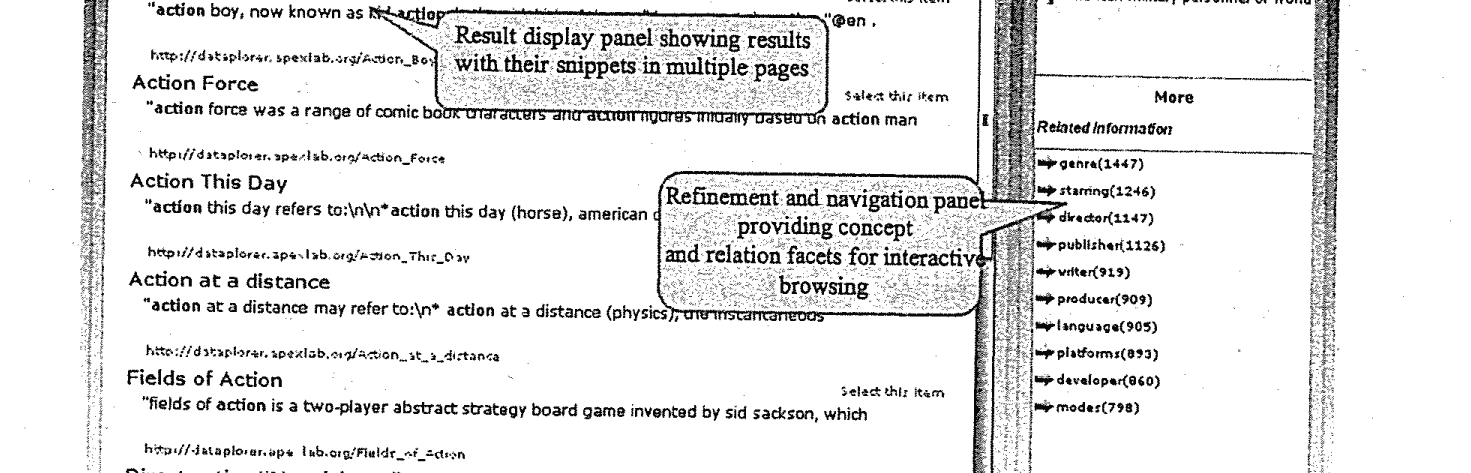 "action boy, now known as "@en .
Result display panel showing results
with their snippets in multiple pages
http://dataplorer.apexlab.org/Action_Boy
Action Force
Select this item
"action force was a range of comic book characters and action figures initially based on action man
http://dataplorer.apexlab.org/Action_Force
Action This Day
"action this day refers to:\n\n*action this day (horse), american
http://dataplorer.apexlab.org/Action_This_Day
Action at a distance
"action at a distance may refer to:\n* action at a distance (physics), the instantaneous
http://dataplorer.apexlab.org/Action_at_a_distance
Fields of Action
Select this item
"fields of action is a two-player abstract strategy board game invented by sid sackson, which
http://dataplorer.apexlab.org/Fields_of_Action
Refinement and navigation panel
providing concept
and relation facets for interactive
browsing
More
Related Information
genre(1447)
starring(1246)
director(1147)
publisher(1126)
writer(919)
producer(909)
language(905)
platforms(893)
developer(860)
modes(798)